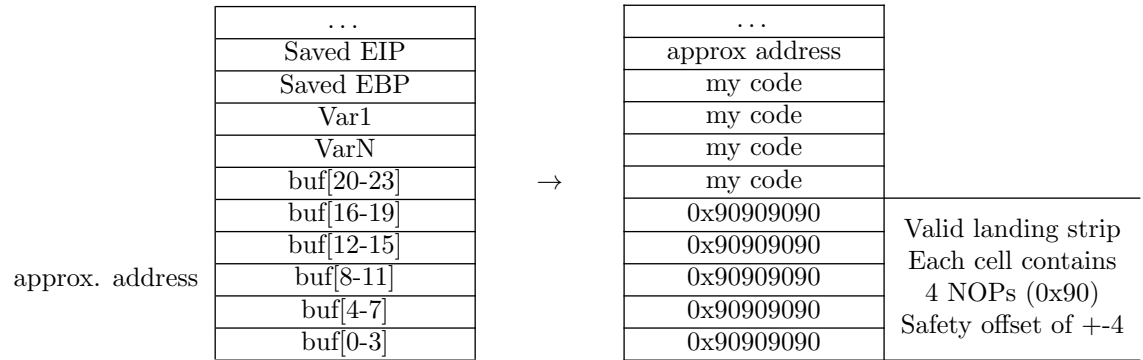 . . .
Saved EIP
Saved EBP
Var1
VarN
buf[20-23]
buf[16-19]
buf[12-15]
approx. address buf[8-11]
buf[4-7]
buf[0-3]
→
. . .
approx address
my code
my code
my code
my code
0x90909090
0x90909090
0x90909090
0x90909090
0x90909090
Valid landing strip
Each cell contains
4 NOPs (0x90)
Safety offset of +-4